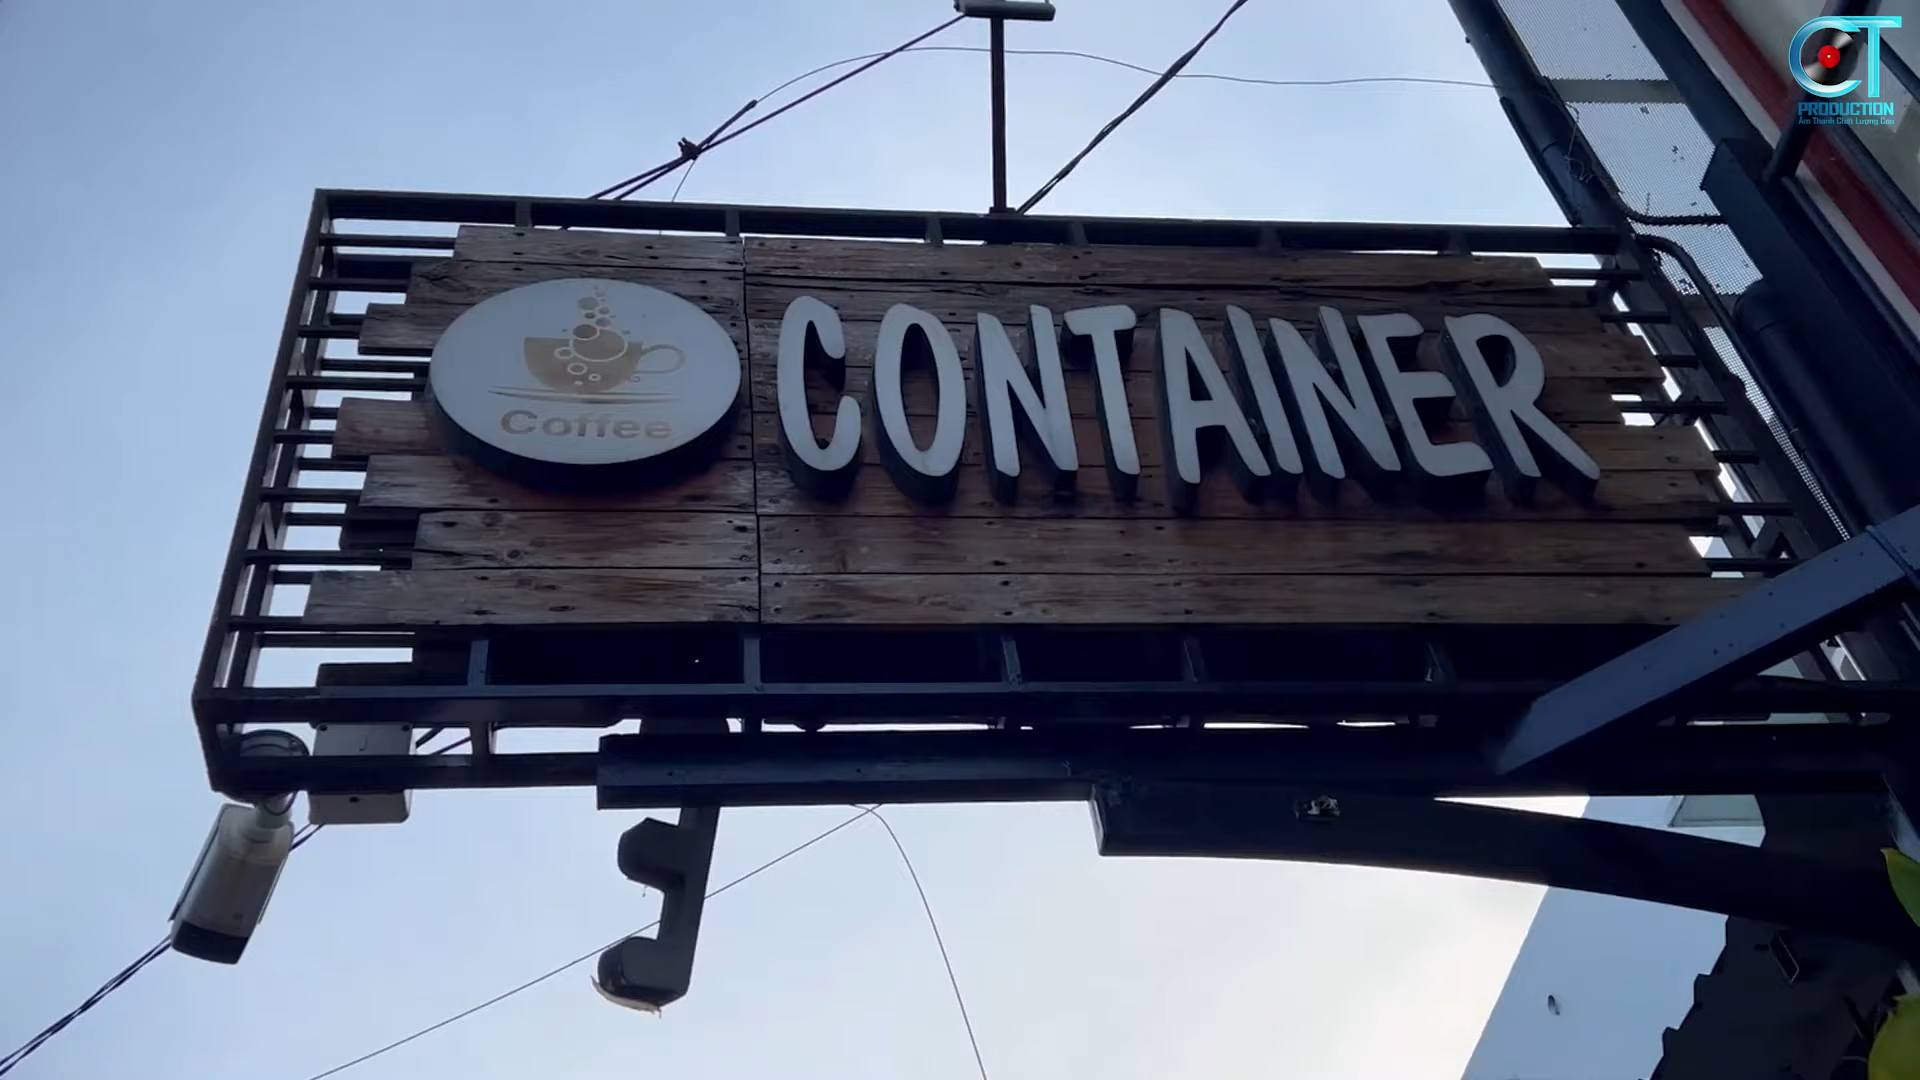 CT
PRODUCTION
Âm Thanh Chất Lượng Cao
Coffee
CONTAINER